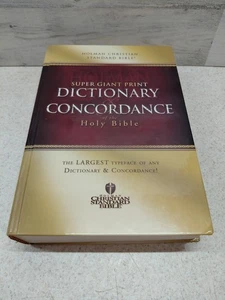 HOLMAN CHRISTIAN
STANDARD BIBLE®
SUPER GIANT PRINT
DICTIONARY
CONCORDANCE
Holy Bible
THE LARGEST TYPEFACE OF ANY
DICTIONARY & CONCORDANCE!
HOLMAN
CHRISTIAN
STANDARD
BIBLE